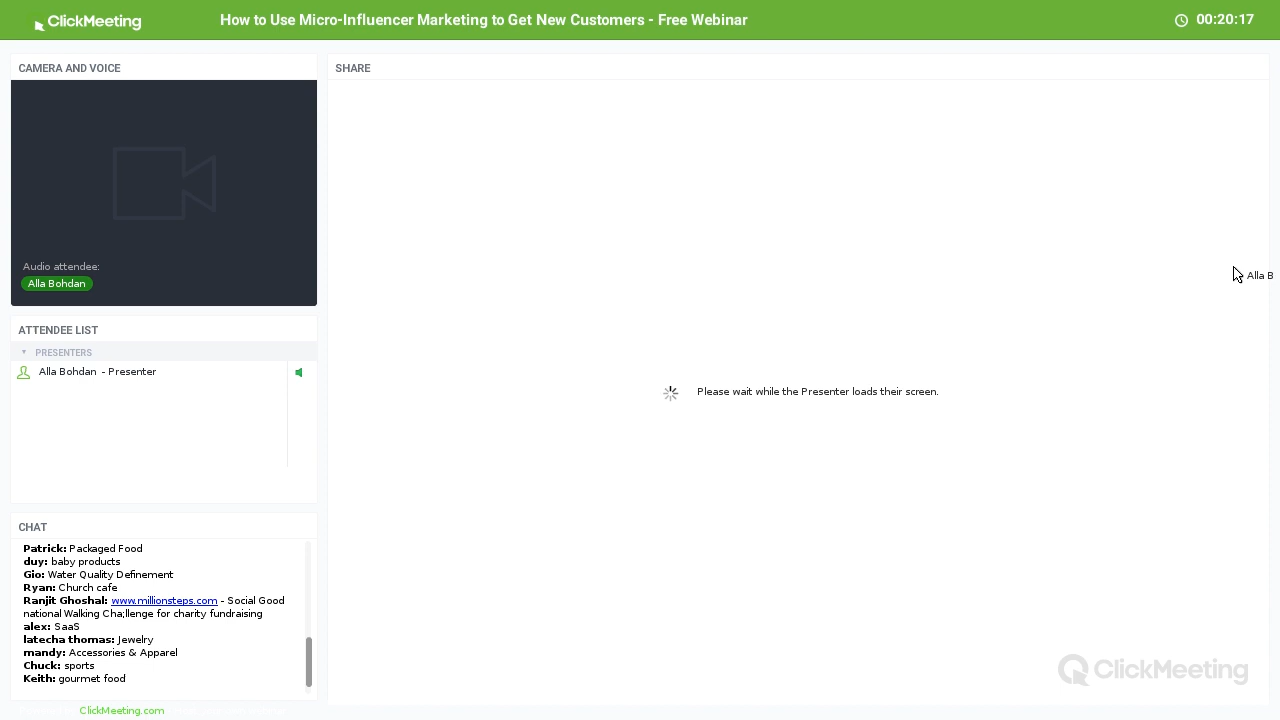 ClickMeeting
How to Use Micro-Influencer Marketing to Get New Customers - Free Webinar
00:20:17
CAMERA AND VOICE
SHARE
Audio attendee:
Alla Bohdan
Alla B
ATTENDEE LIST
PRESENTERS
Alla Bohdan - Presenter
Please wait while the Presenter loads their screen.
CHAT
Patrick: Packaged Food
duy: baby products
Gio: Water Quality Definement
Ryan: Church cafe
Ranjit Ghoshal: www.millionsteps.com - Social Good
national Walking Cha;llenge for charity fundraising
alex: SaaS
latecha thomas: Jewelry
mandy: Accessories & Apparel
Chuck: sports
Keith: gourmet food
ClickMeeting
ClickMeeting.com